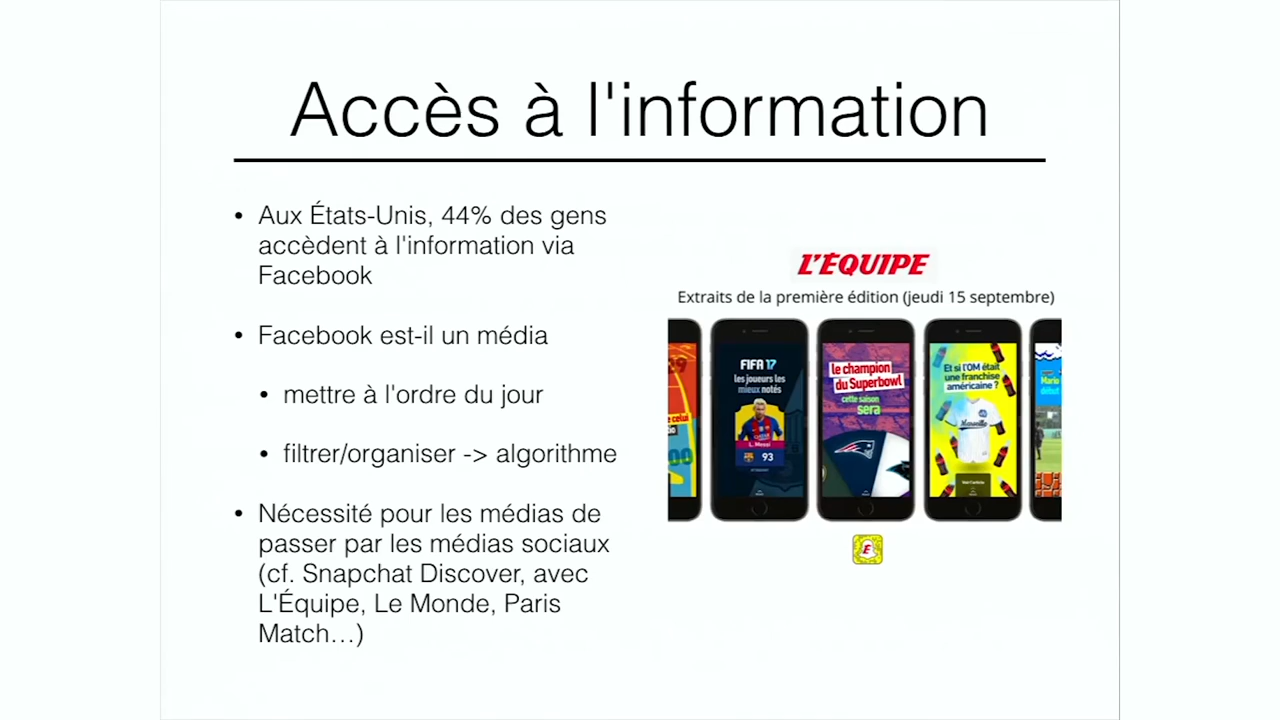 Accès à l'information
• Aux États-Unis, 44% des gens
accèdent à l'information via
Facebook
• Facebook est-il un média
• mettre à l'ordre du jour
• filtrer/organiser -> algorithme
• Nécessité pour les médias de
passer par les médias sociaux
(cf. Snapchat Discover, avec
L'Équipe, Le Monde, Paris
Match…)
L'ÉQUIPE
Extraits de la première édition (jeudi 15 septembre)
FIFA 17
les joueurs les
mieux notés
L. Messi
93
le champion
du Superbowl
cette saison
sera
Et si l'OM était
une franchise
américaine ?
Mario
début